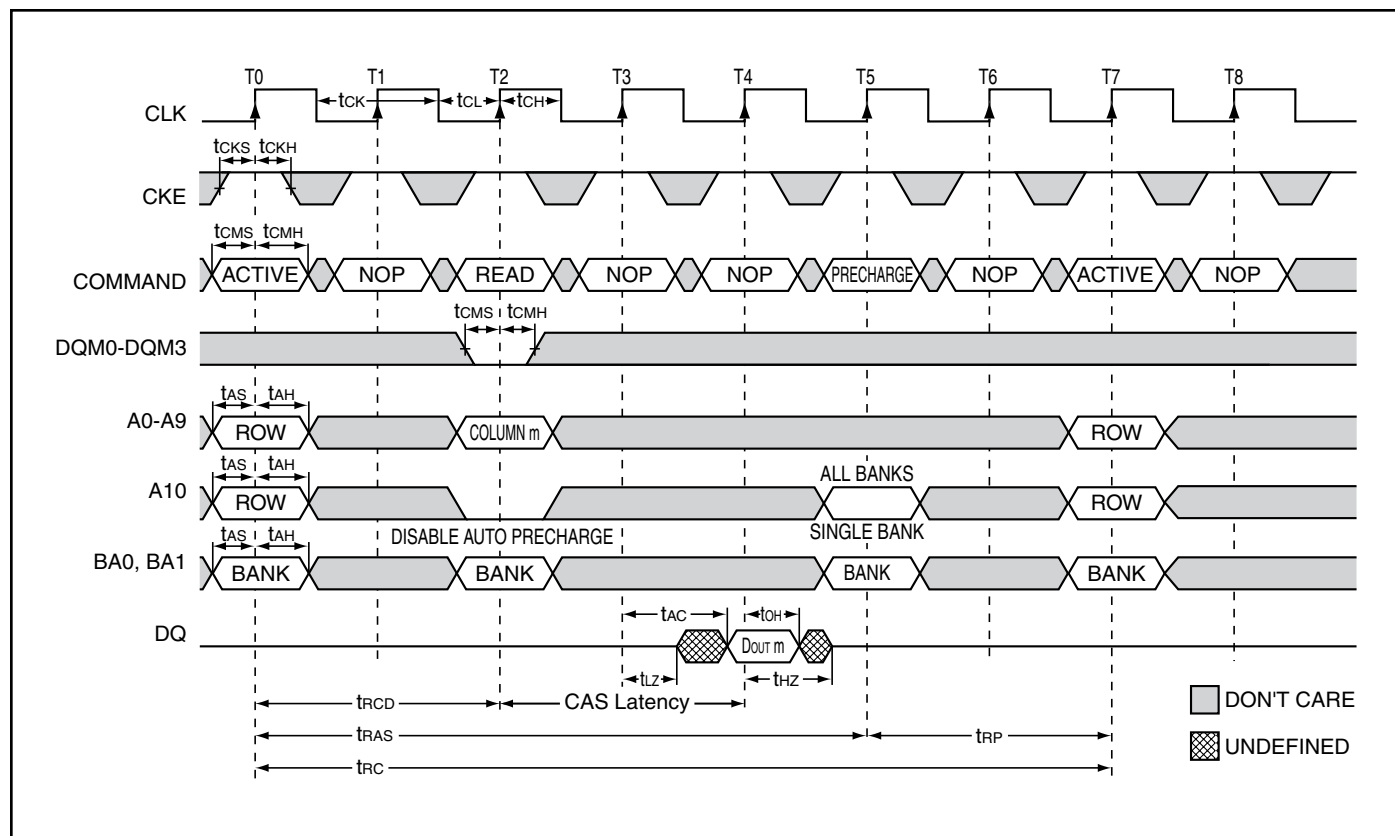 T0 T1 T2 T3 T4 T5 T6 T7 T8
CLK tCK tCL tCH
tCKS tCKH
CKE
tCMS tCMH
COMMAND ACTIVE NOP READ NOP NOP PRECHARGE NOP ACTIVE NOP
tCMS tCMH
DQM0-DQM3
tAS tAH
A0-A9 ROW COLUMN m ROW
tAS tAH ALL BANKS
A10 ROW ROW
tAS tAH DISABLE AUTO PRECHARGE SINGLE BANK
BA0, BA1 BANK BANK BANK BANK
tAC tOH
DQ DOUT m
tLZ tHZ
tRCD CAS Latency DON'T CARE
tRAS tRP UNDEFINED
tRC